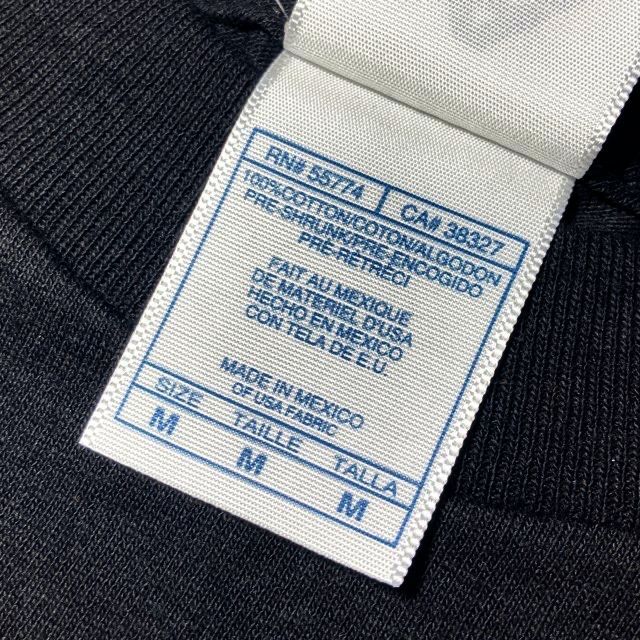 RN# 55774 CA# 38327
100%COTTON/COTON/ALGODON
PRE-SHRUNK/PRE-ENCOGIDO
PRÉ-RETRÉCI
FAIT AU MEXIQUE
DE MATERIEL D'USA
HECHO EN MEXICO
CON TELA DE E.U
MADE IN MEXICO
OF USA FABRIC
SIZE TAILLE TALLA
M M M